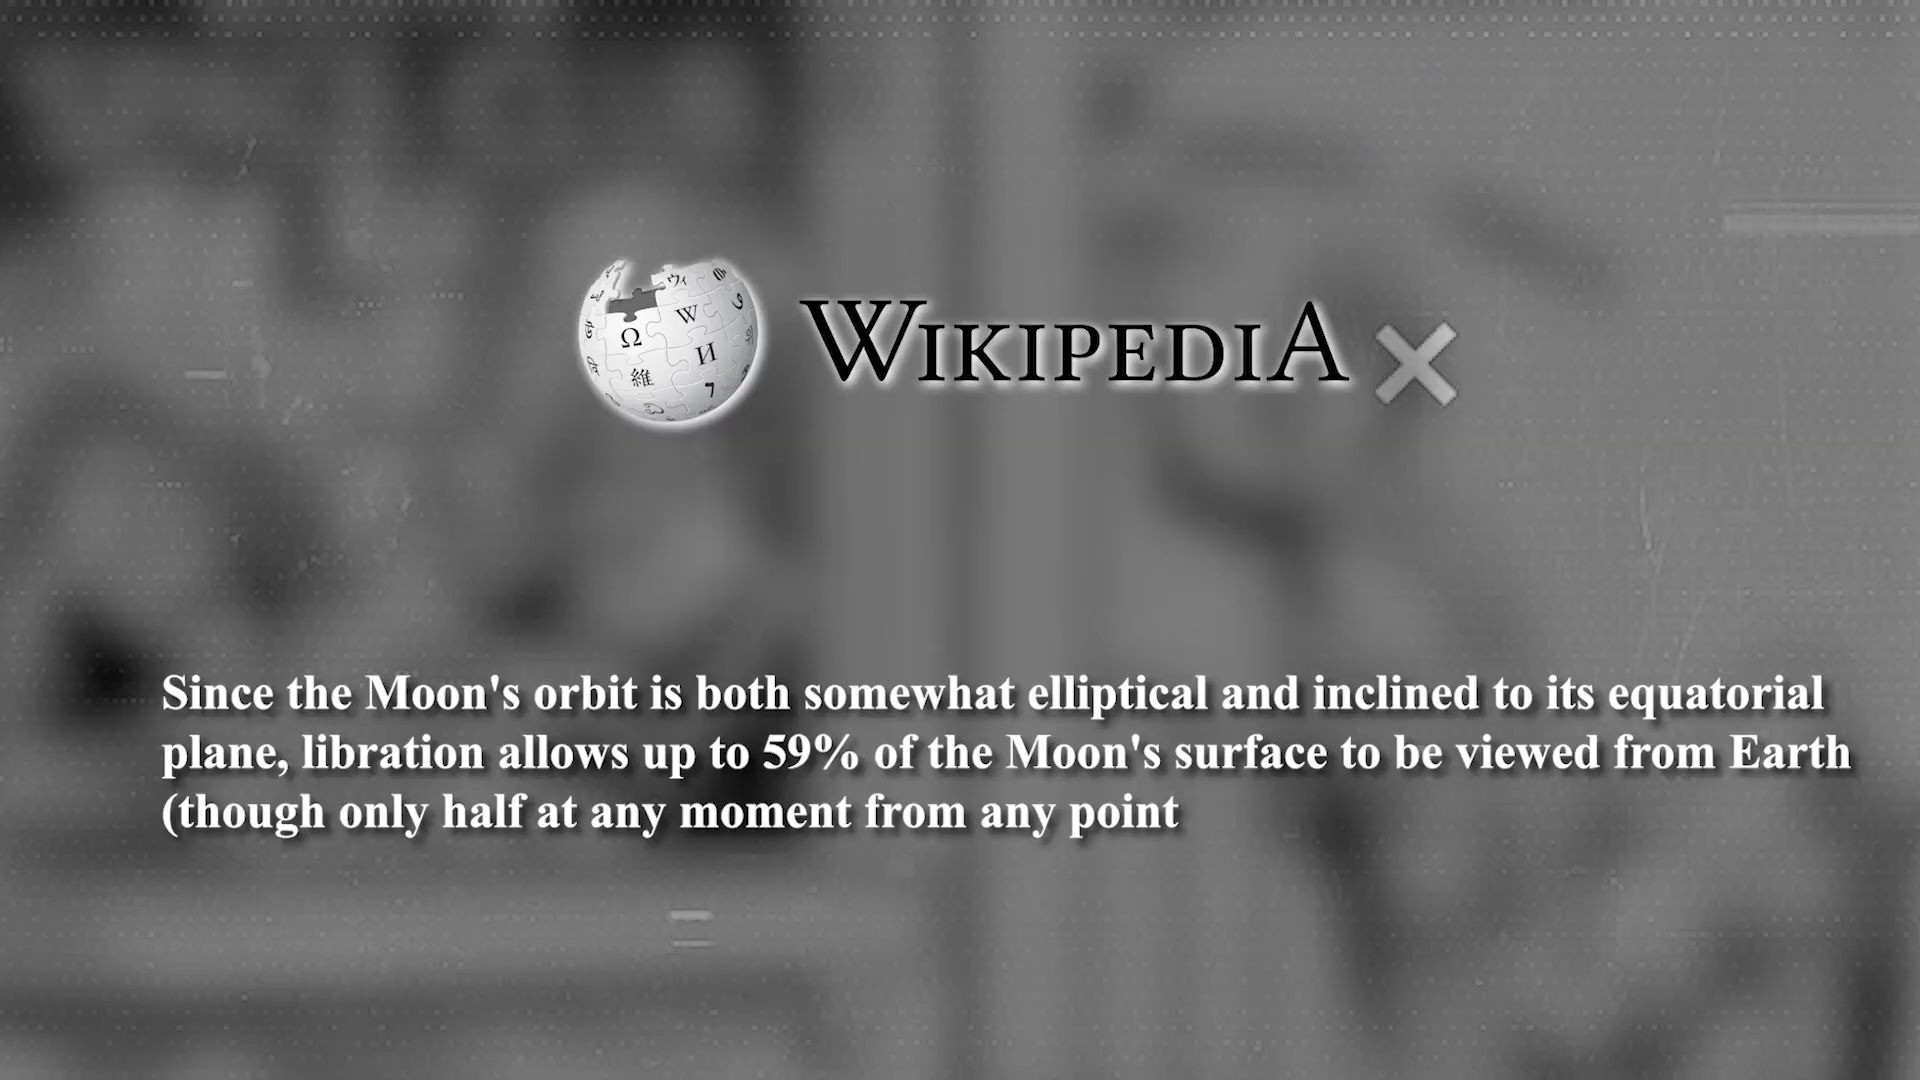 WIKIPEDIA
Since the Moon's orbit is both somewhat elliptical and inclined to its equatorial
plane, libration allows up to 59% of the Moon's surface to be viewed from Earth
(though only half at any moment from any point